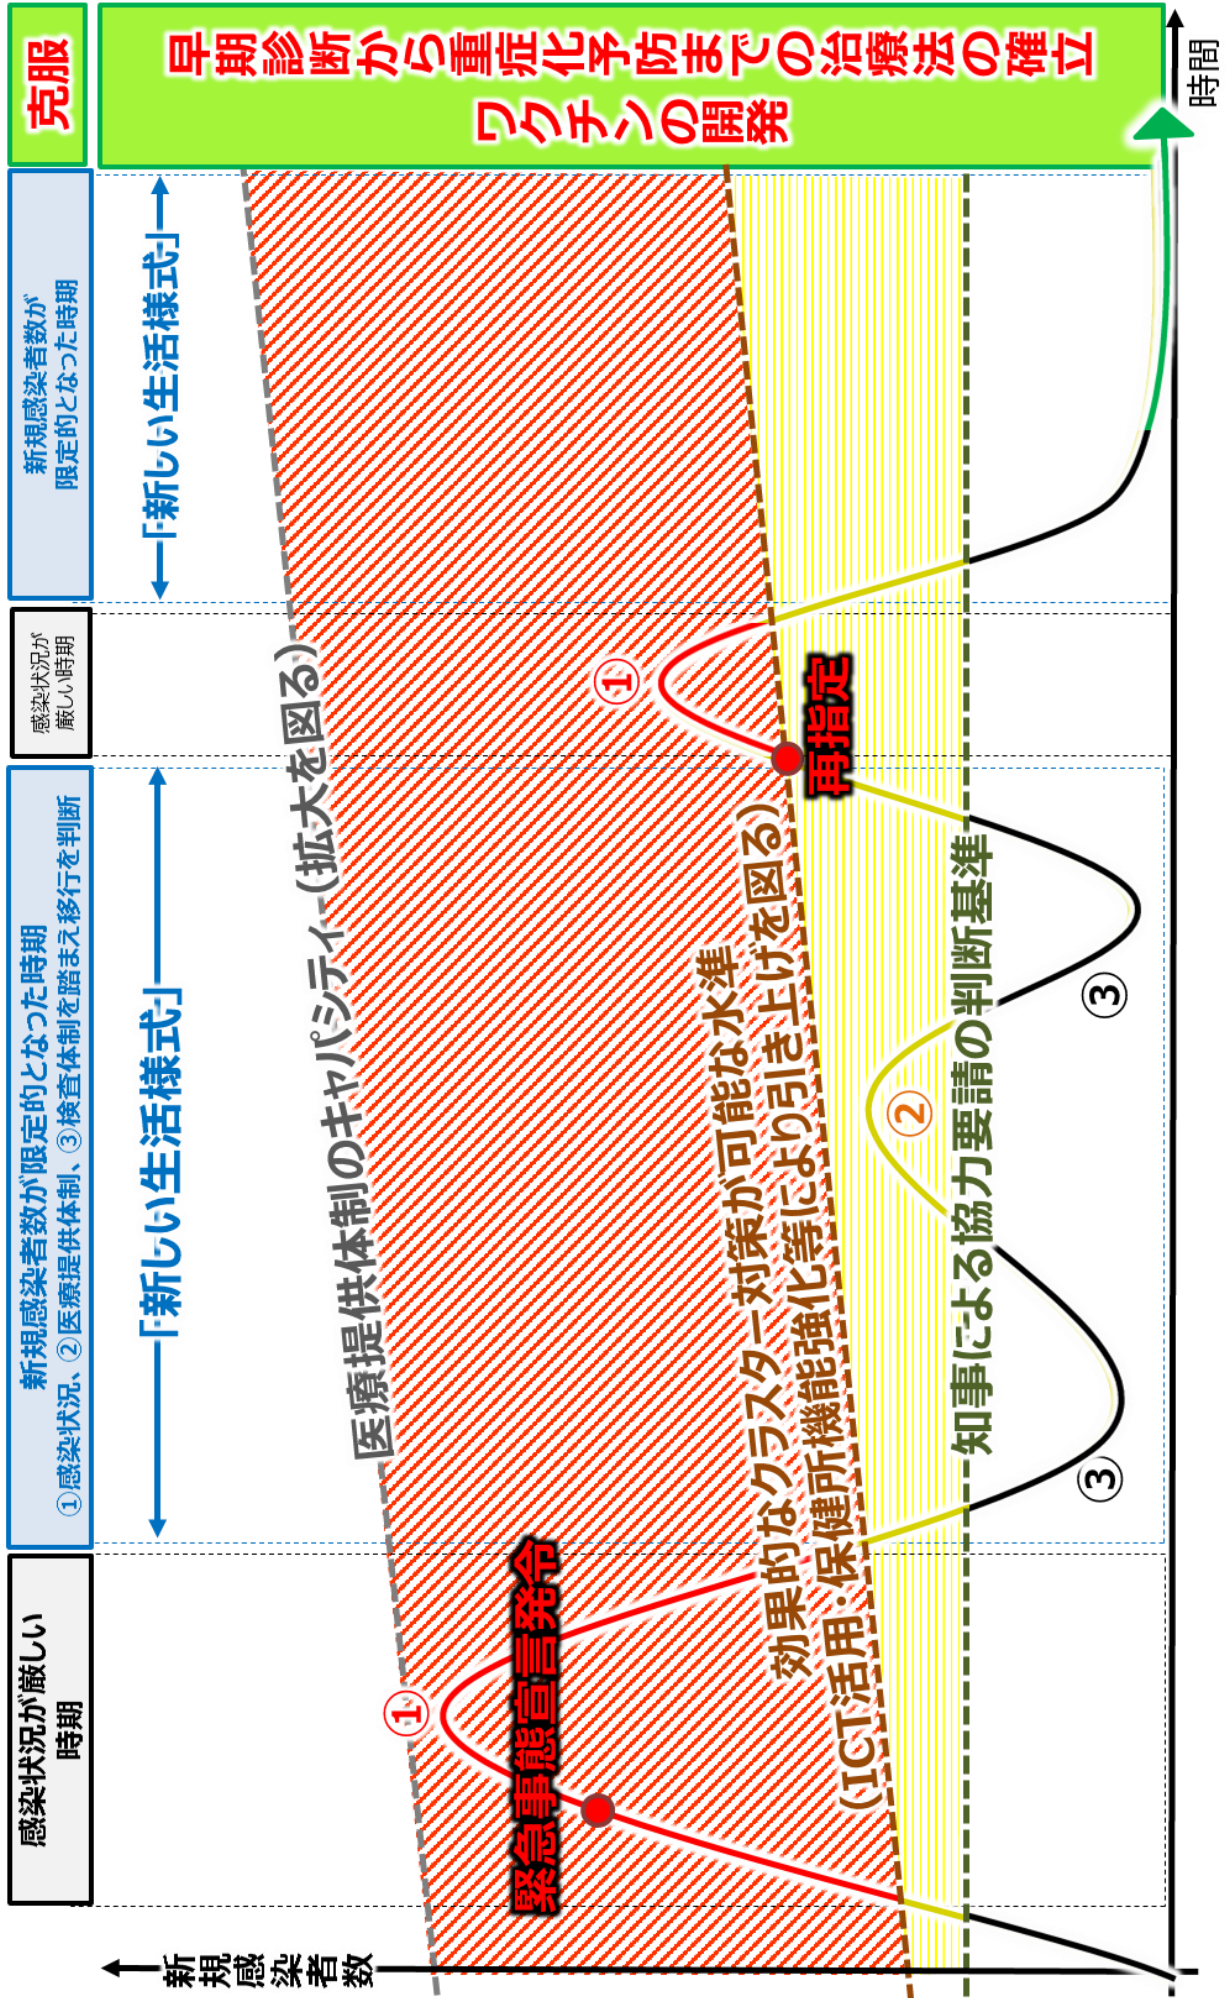 感染状況が厳しい
時期
新規感染者数が限定的となった時期
①感染状況、②医療提供体制、③検査体制を踏まえ移行を判断
感染状況が
厳しい時期
新規感染者数が
限定的となった時期
克服
「新しい生活様式」
「新しい生活様式」
早期診断から重症化予防までの治療法の確立
ワクチンの開発
新規感染者数
医療提供体制のキャパシティー(拡大を図る)
①
緊急事態宣言発令
①
効果的なクラスター対策が可能な水準
(ICT活用・保健所機能強化等により引き上げを図る)
再指定
②
知事による協力要請の判断基準
③
③
時間